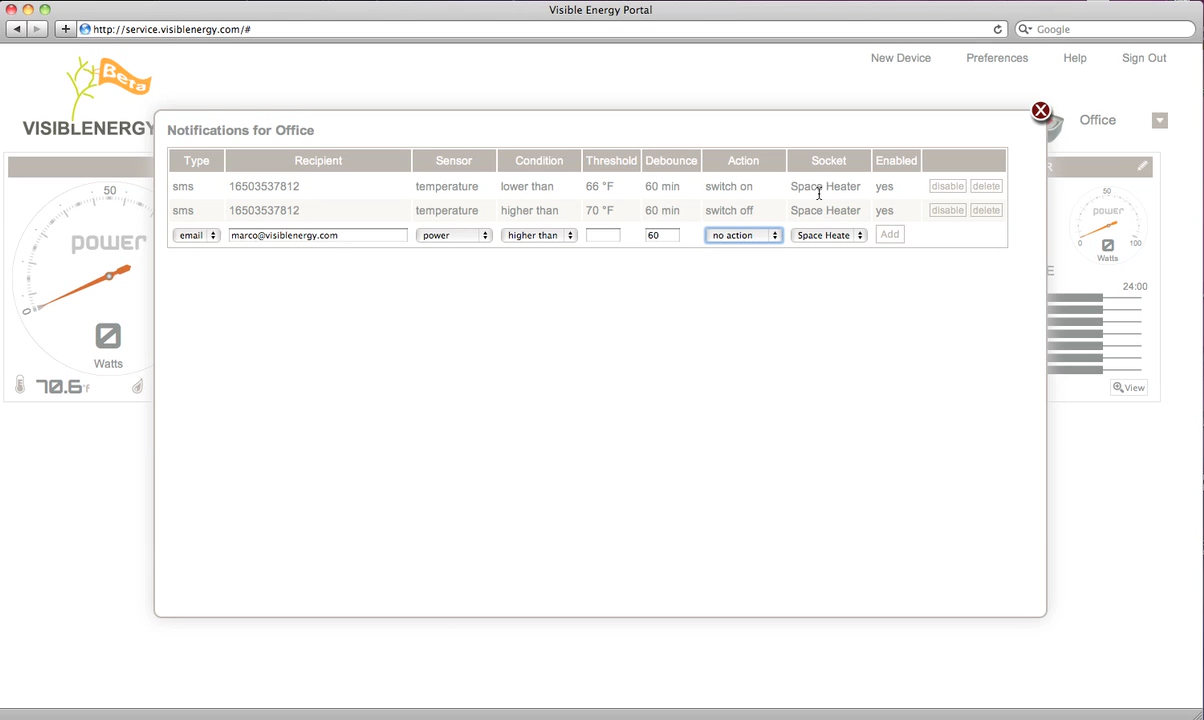 Visible Energy Portal
http://service.visiblenergy.com/#
Google
New Device Preferences Help Sign Out
Beta
VISIBLENERGY
Office
Notifications for Office
Type Recipient Sensor Condition Threshold Debounce Action Socket Enabled
sms 16503537812 temperature lower than 66 °F 60 min switch on Space Heater yes disable delete
sms 16503537812 temperature higher than 70 °F 60 min switch off Space Heater yes disable delete
email marco@visiblenergy.com power higher than 60 no action Space Heate Add
50
power
0
0
Watts
70.6°F
R
50
power
0 100
0
Watts
E
24:00
View